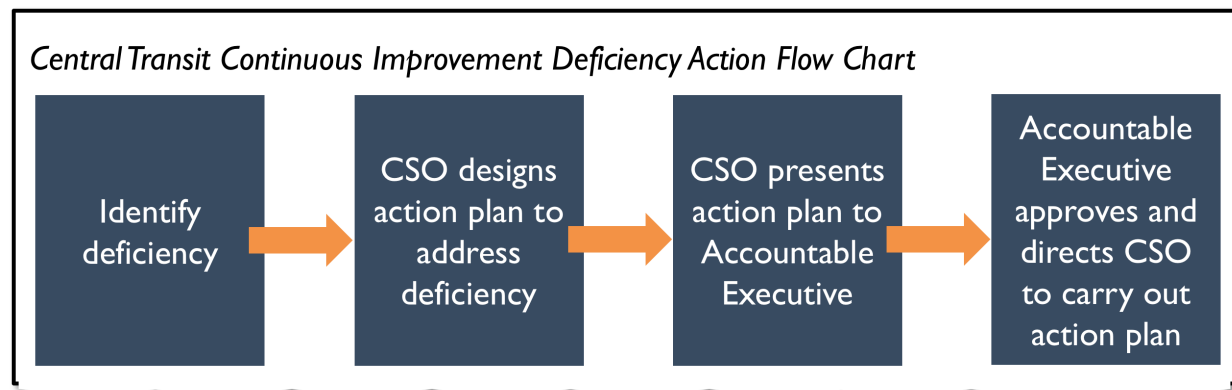 Central Transit Continuous Improvement Deficiency Action Flow Chart
Identify
deficiency
CSO designs
action plan to
address
deficiency
CSO presents
action plan to
Accountable
Executive
Accountable
Executive
approves and
directs CSO
to carry out
action plan